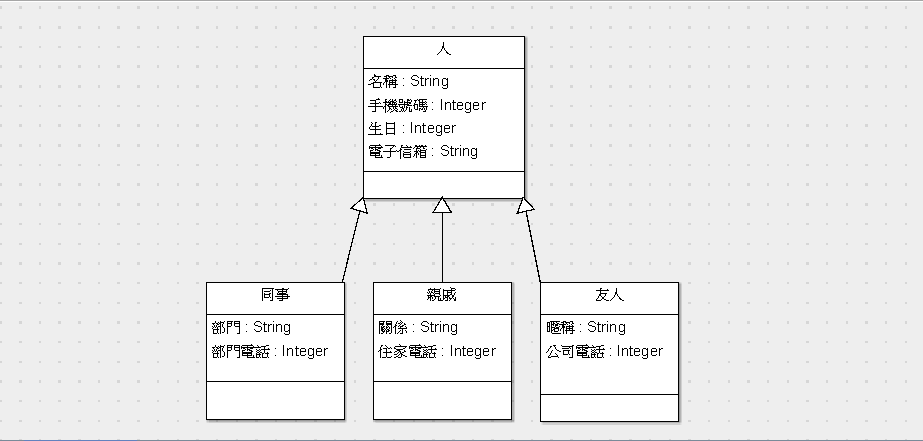 人
名稱 : String
手機號碼 : Integer
生日 : Integer
電子信箱 : String
同事
部門 : String
部門電話 : Integer
親戚
關係 : String
住家電話 : Integer
友人
暱稱 : String
公司電話 : Integer